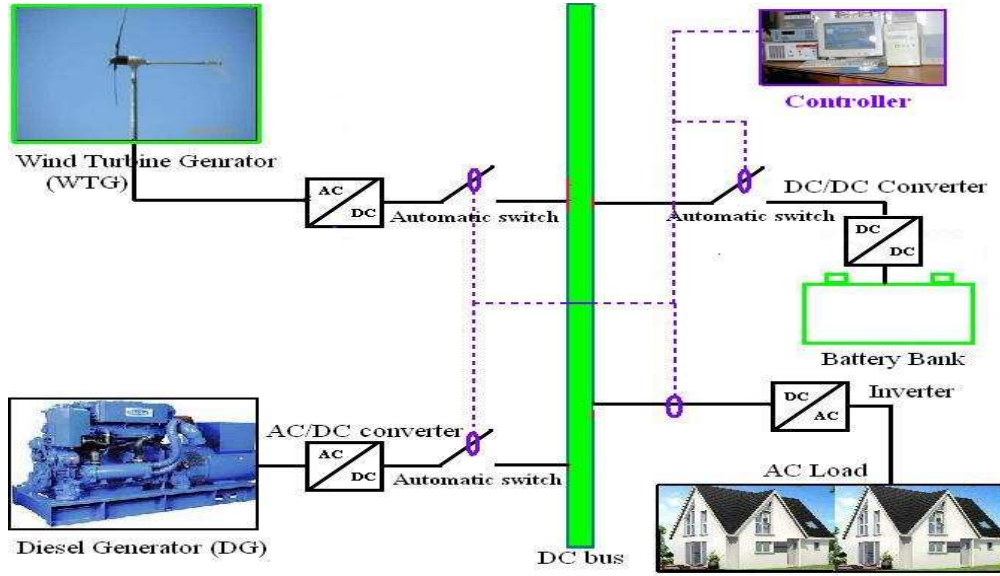 Controller
Wind Turbine Genrator
(WTG)
AC
DC
Automatic switch
Automatic switch
DC/DC Converter
DC
DC
Battery Bank
DC
AC
Inverter
AC/DC converter
AC
DC
Automatic switch
AC Load
Diesel Generator (DG)
DC bus